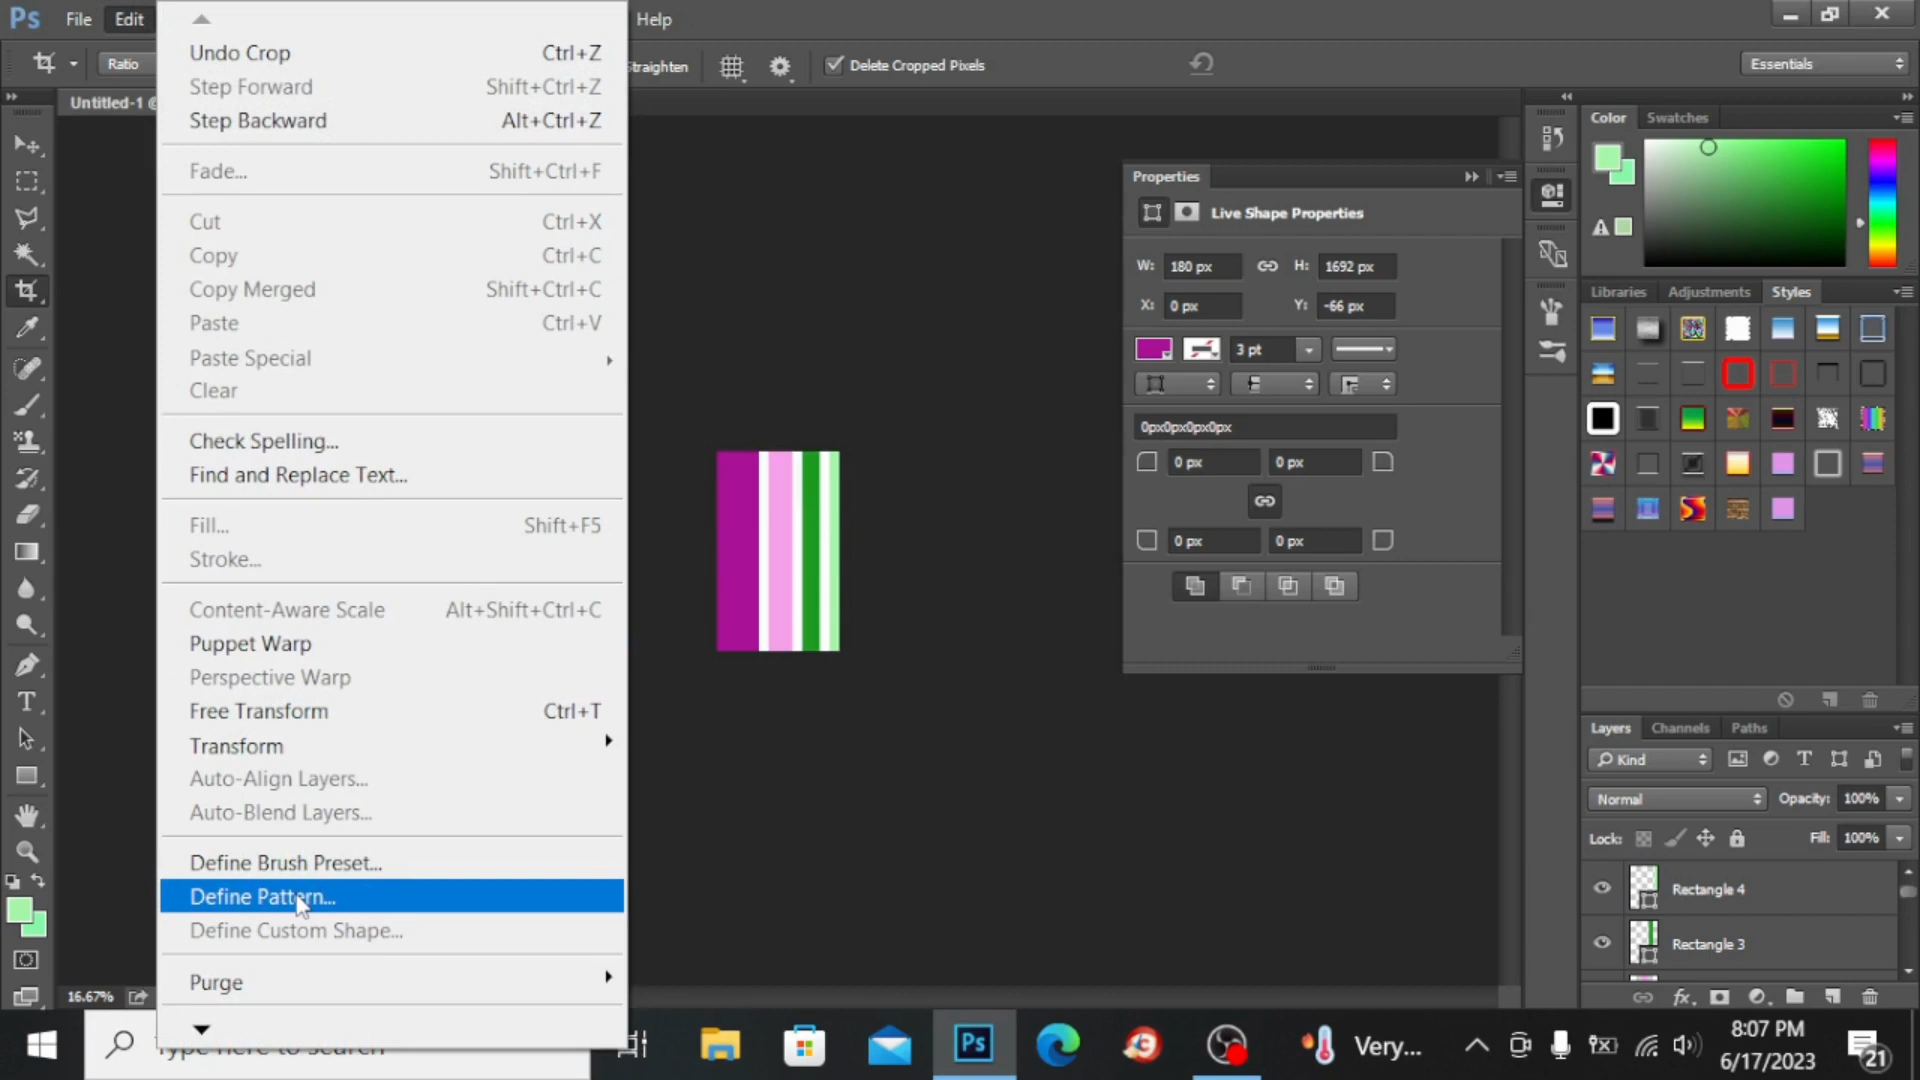 Ps File Edit Help
Ratio Straighten Delete Cropped Pixels Essentials
Untitled-1 @
Undo Crop Ctrl+Z
Step Forward Shift+Ctrl+Z
Step Backward Alt+Ctrl+Z
Fade... Shift+Ctrl+F
Cut Ctrl+X
Copy Ctrl+C
Copy Merged Shift+Ctrl+C
Paste Ctrl+V
Paste Special
Clear
Check Spelling...
Find and Replace Text...
Fill... Shift+F5
Stroke...
Content-Aware Scale Alt+Shift+Ctrl+C
Puppet Warp
Perspective Warp
Free Transform Ctrl+T
Transform
Auto-Align Layers...
Auto-Blend Layers...
Define Brush Preset...
Define Pattern...
Define Custom Shape...
Purge
Properties
Live Shape Properties
W: 180 px H: 1692 px
X: 0 px Y: -66 px
3 pt
0px0px0px0px
0 px 0 px
0 px 0 px
Color Swatches
Libraries Adjustments Styles
Layers Channels Paths
Kind
Normal Opacity: 100%
Lock: Fill: 100%
Rectangle 4
Rectangle 3
16.67%
Type here to search
Ps
Very...
8:07 PM
6/17/2023
21